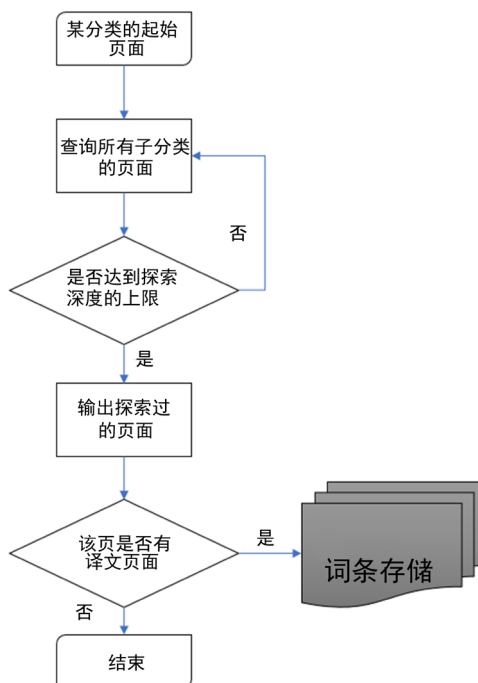 某分类的起始
页面
查询所有子分类
的页面
否
是否达到探索
深度的上限
是
输出探索过
的页面
该页是否有
译文页面
是
词条存储
否
结束